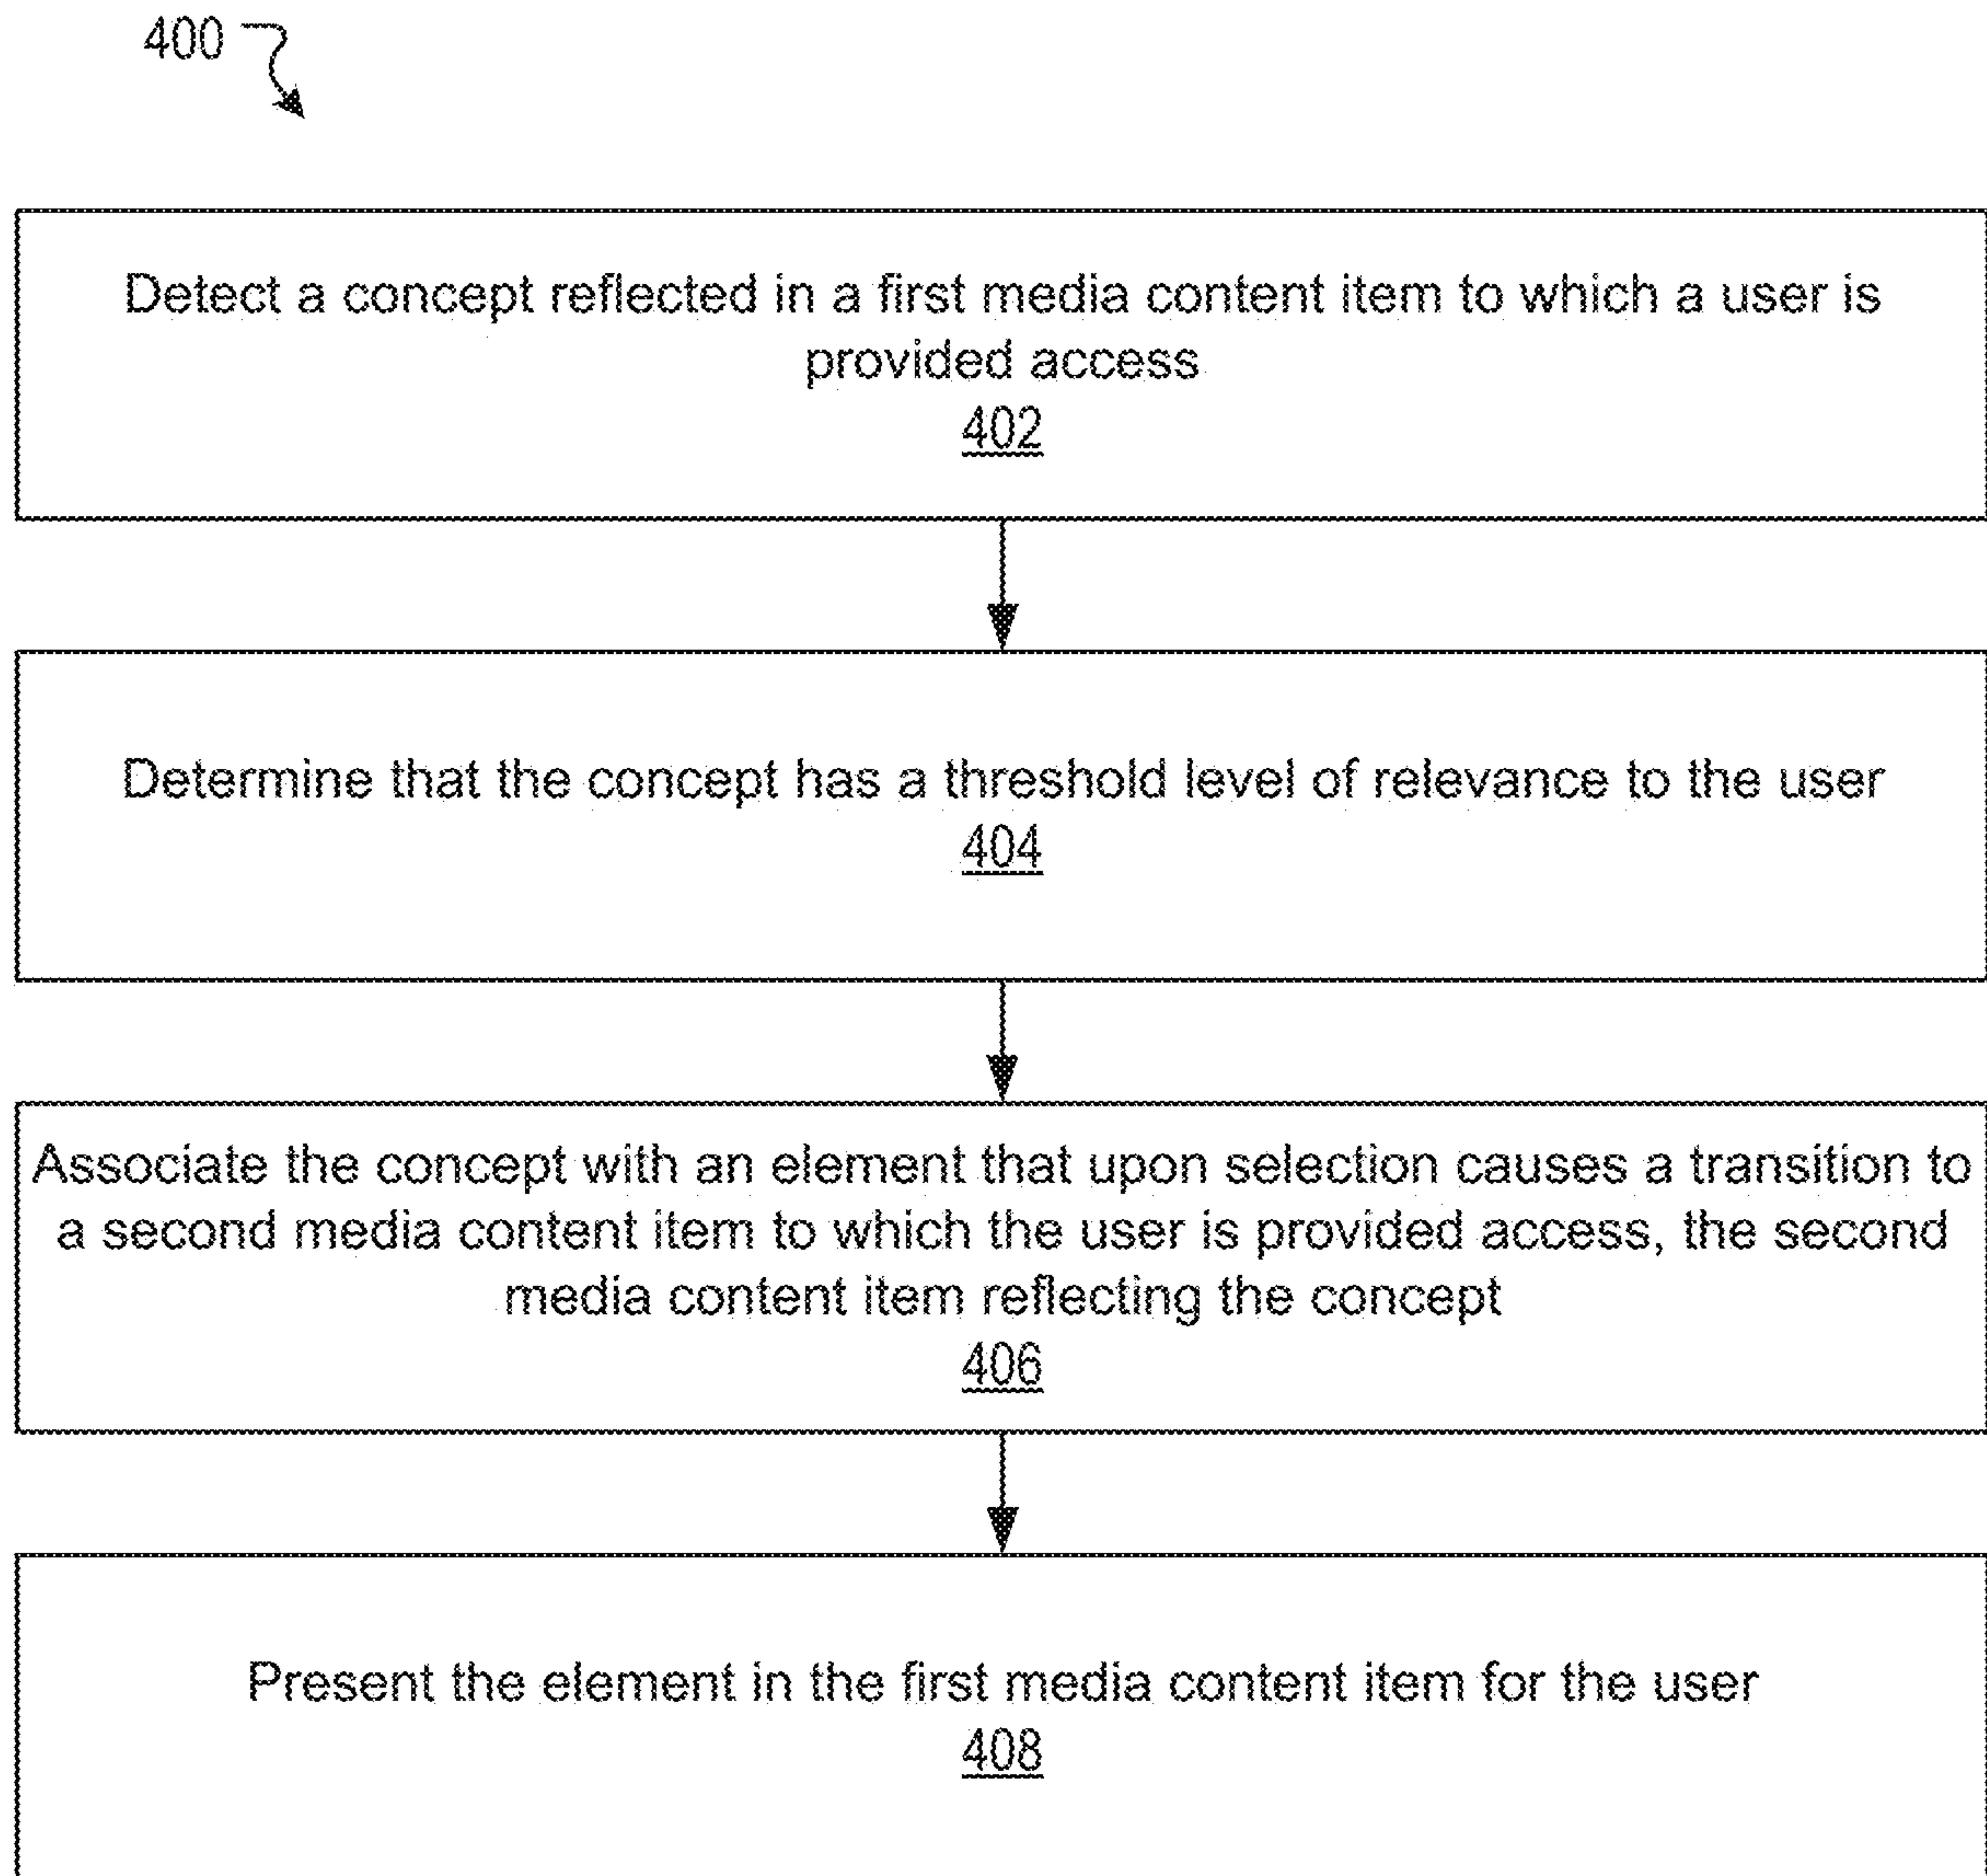 400
Detect a concept reflected in a first media content item to which a user is
provided access
402
Determine that the concept has a threshold level of relevance to the user
404
Associate the concept with an element that upon selection causes a transition to
a second media content item to which the user is provided access, the second
media content item reflecting the concept
406
Present the element in the first media content item for the user
408